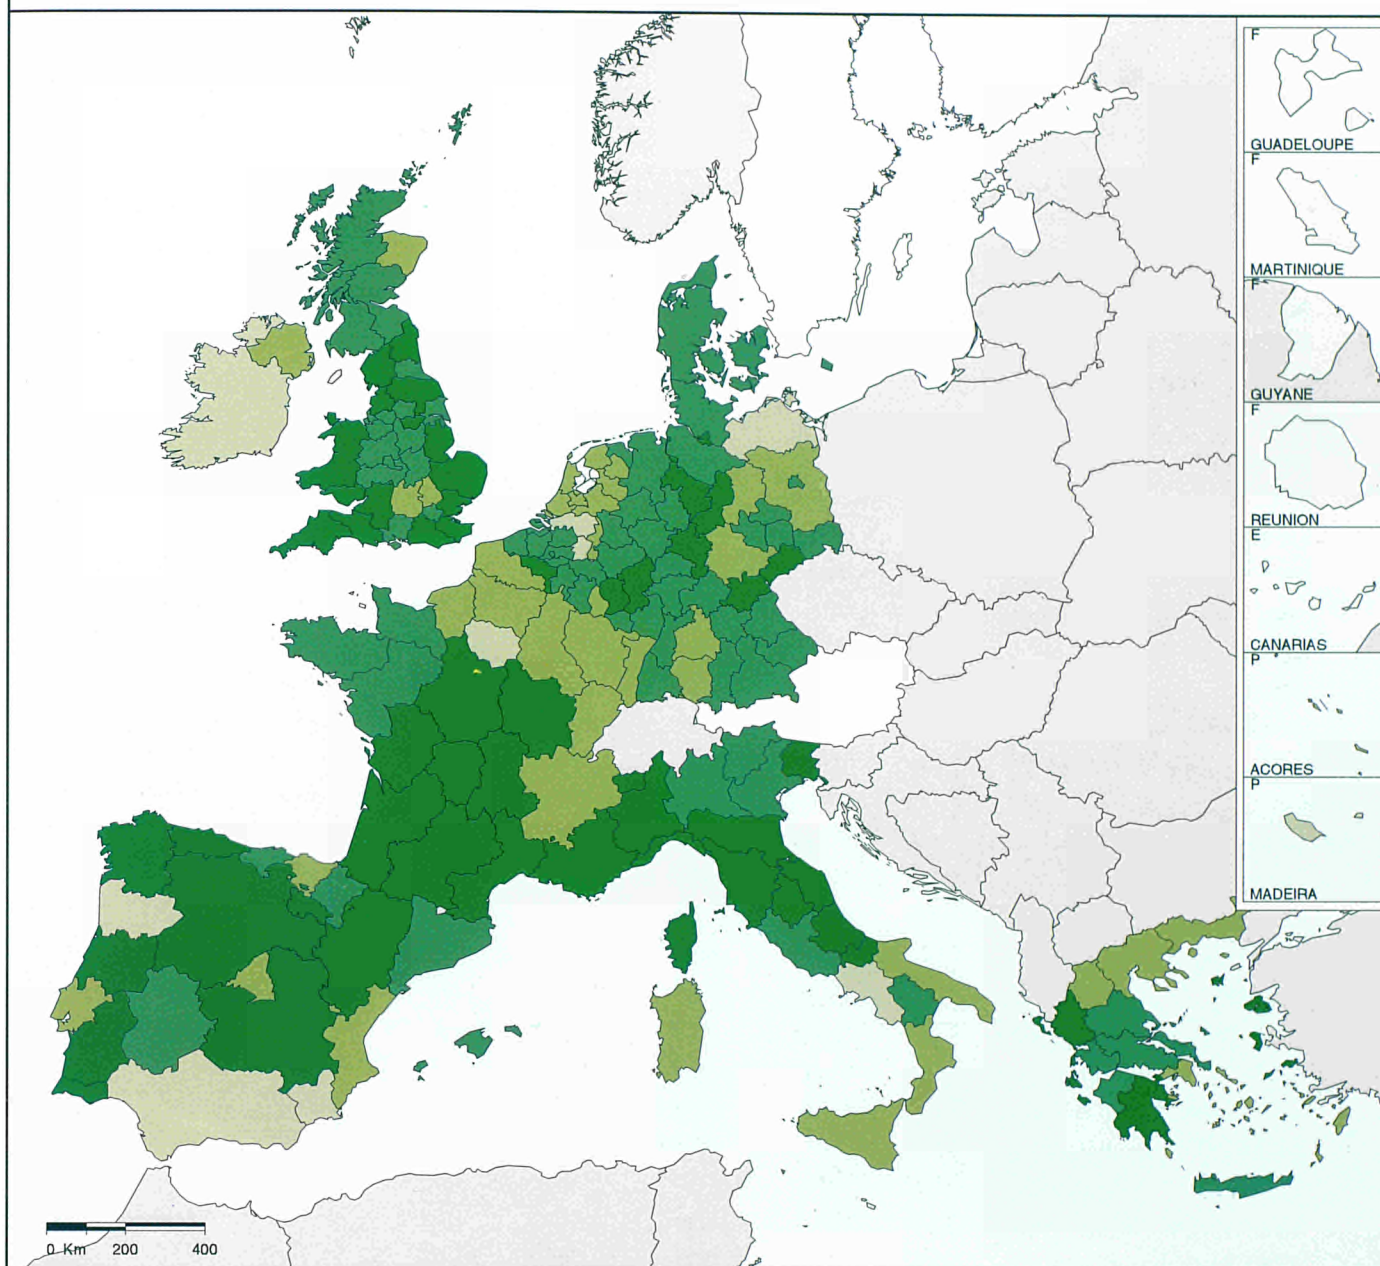 F
GUADELOUPE
F
MARTINIQUE
F
GUYANE
F
REUNION
E
CANARIAS
P
ACORES
P
MADEIRA
0 Km 200 400